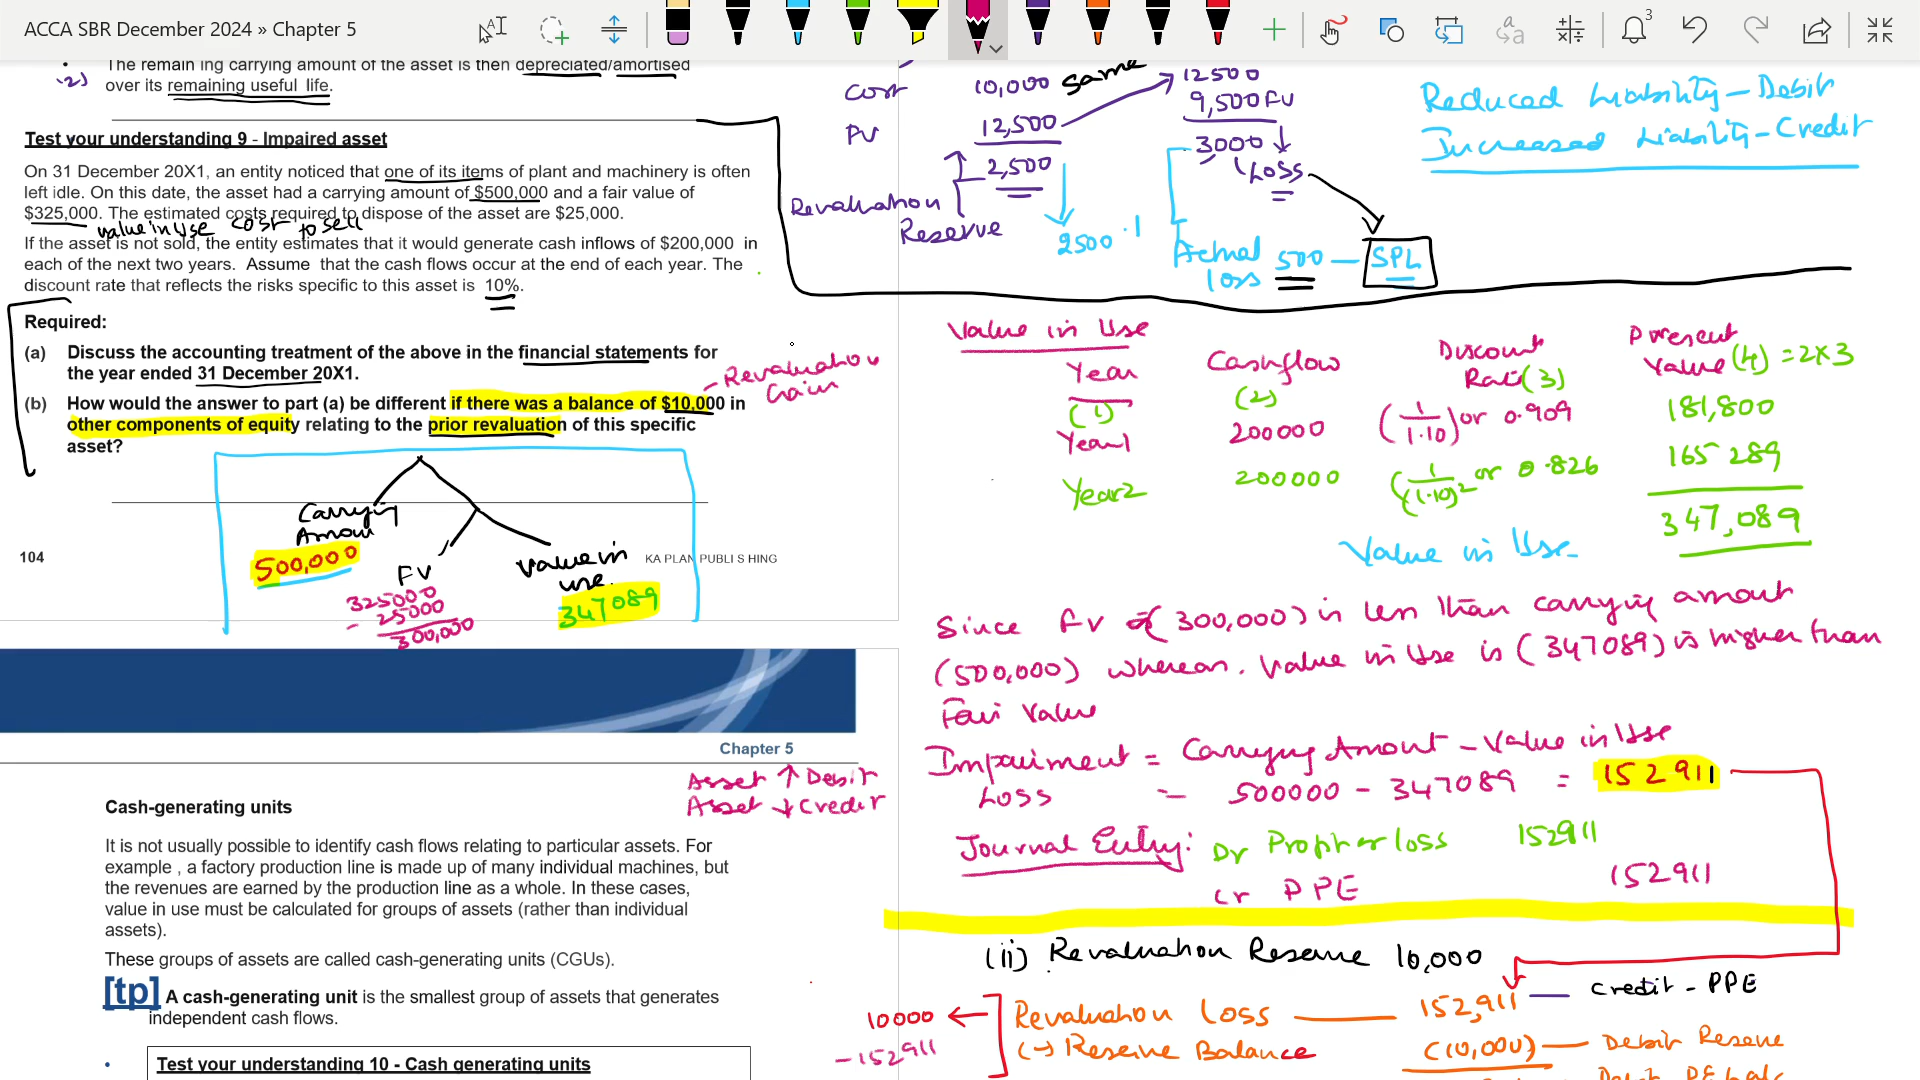 ACCA SBR December 2024 » Chapter 5
3
The remain ing carrying amount of the asset is then depreciated/amortised
(2)
over its remaining useful life.
Test your understanding 9 - Impaired asset
On 31 December 20X1, an entity noticed that one of its items of plant and machinery is often
left idle. On this date, the asset had a carrying amount of $500,000 and a fair value of
$325,000. The estimated costs required to dispose of the asset are $25,000.
value in use cost to sell
If the asset is not sold, the entity estimates that it would generate cash inflows of $200,000 in
each of the next two years. Assume that the cash flows occur at the end of each year. The
discount rate that reflects the risks specific to this asset is 10%.
Required:
(a) Discuss the accounting treatment of the above in the financial statements for
the year ended 31 December 20X1.
(b) How would the answer to part (a) be different if there was a balance of $10,000 in
other components of equity relating to the prior revaluation of this specific
asset?
- Revaluation
Gain
Carrying
Amoun
500,000
FV
325000
- 25000
300,000
Value in
use
347089
104
KA PLAN PUBLI S HING
Chapter 5
Asset ↑ Debit
Asset ↓ Credit
Cash-generating units
It is not usually possible to identify cash flows relating to particular assets. For
example , a factory production line is made up of many individual machines, but
the revenues are earned by the production line as a whole. In these cases,
value in use must be calculated for groups of assets (rather than individual
assets).
These groups of assets are called cash-generating units (CGUs).
[tp] A cash-generating unit is the smallest group of assets that generates
independent cash flows.
Test your understanding 10 - Cash generating units
Cost 10,000 same 12500
FV 12,500 9,500 FV
2,500 3000 ↓
Loss
Revaluation
Reserve
2500
Actual 500 — SPL
loss
Reduced Liability - Debit
Increased Liability - Credit
Value in Use
Year Cashflow Discount Present
Rate (3) Value (4) = 2x3
(1) (2)
Year1 200000 (1/1.10) or 0.909 181,800
Year2 200000 (1/(1.10)2 or 0.826 165 289
347,089
Value in Use
Since FV (300,000) is less than carrying amount
(500,000) whereas. Value in Use is (347089) is higher than
Fair Value
Impairment = Carrying Amount - Value in Use
Loss = 500000 - 347089 = 152911
Journal Entry: Dr Profit or loss 152911
Cr PPE 152911
(ii) Revaluation Reserve 10,000
10000 ← Revaluation Loss — 152,911 — Credit - PPE
-152911 (-) Reserve Balance (10,000) — Debit Reserve